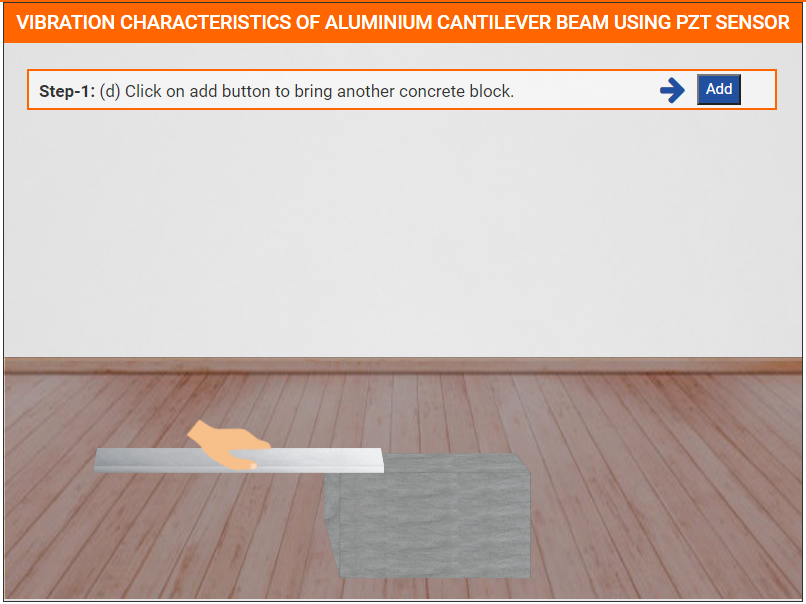 VIBRATION CHARACTERISTICS OF ALUMINIUM CANTILEVER BEAM USING PZT SENSOR
Step-1: (d) Click on add button to bring another concrete block.
Add